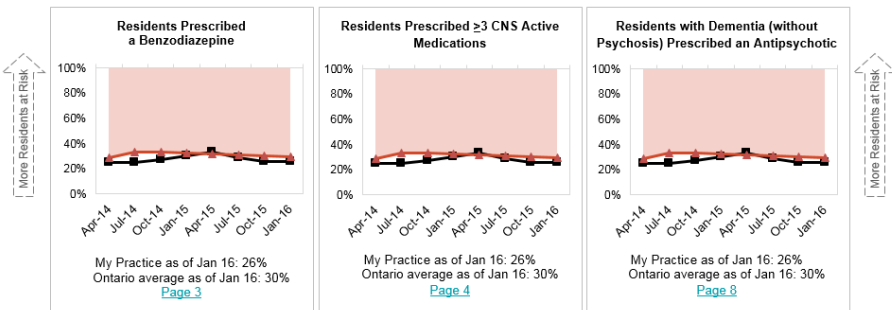 More Residents at Risk
Residents Prescribed
a Benzodiazepine
100%
80%
60%
40%
20%
0%
Apr-14
Jul-14
Oct-14
Jan-15
Apr-15
Jul-15
Oct-15
Jan-16
My Practice as of Jan 16: 26%
Ontario average as of Jan 16: 30%
Page 3
Residents Prescribed ≥3 CNS Active
Medications
100%
80%
60%
40%
20%
0%
Apr-14
Jul-14
Oct-14
Jan-15
Apr-15
Jul-15
Oct-15
Jan-16
My Practice as of Jan 16: 26%
Ontario average as of Jan 16: 30%
Page 4
Residents with Dementia (without
Psychosis) Prescribed an Antipsychotic
100%
80%
60%
40%
20%
0%
Apr-14
Jul-14
Oct-14
Jan-15
Apr-15
Jul-15
Oct-15
Jan-16
My Practice as of Jan 16: 26%
Ontario average as of Jan 16: 30%
Page 8
More Residents at Risk